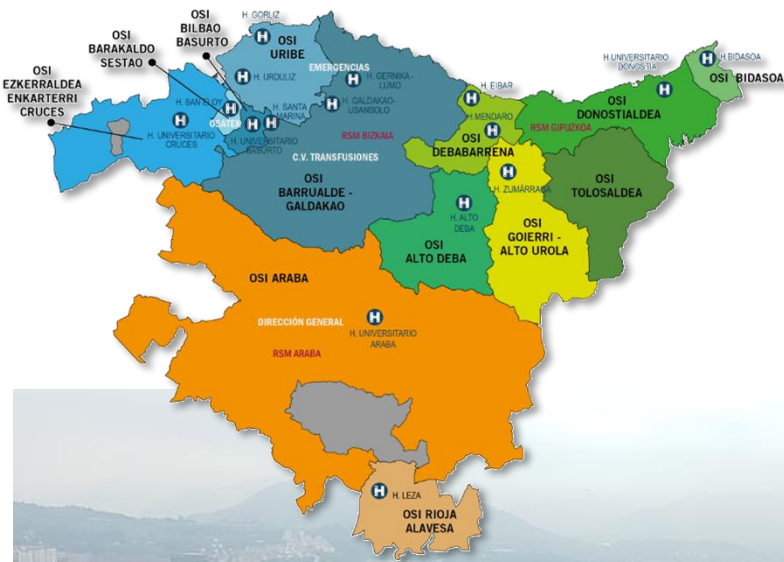 H. GORLIZ
OSI
BILBAO
BASURTO
OSI
URIBE
OSI
BARAKALDO
SESTAO
EMERGENCIAS
H. URDULIZ
H. GERNIKA-
LUMO
OSI
EZKERRALDEA
ENKARTERRI
CRUCES
H. SAN ELOY
OSATEK
H. SANTA
MARINA
H. GALDAKAO-
USANSOLO
H. UNIVERSITARIO
CRUCES
H. UNIVERSITARIO
BASURTO
RSM BIZKAIA
C.V. TRANSFUSIONES
OSI
BARRUALDE -
GALDAKAO
H. EIBAR
H. MENDARO
OSI
DEBABARRENA
H.UNIVERSITARIO
DONOSTIA
H. BIDASOA
OSI BIDASOA
OSI
DONOSTIALDEA
RSM GIPUZKOA
OSI
TOLOSALDEA
H. ZUMÁRRAGA
OSI
GOIERRI -
ALTO UROLA
H. ALTO
DEBA
OSI
ALTO DEBA
OSI ARABA
DIRECCIÓN GENERAL
H. UNIVERSITARIO
ARABA
RSM ARABA
H. LEZA
OSI RIOJA
ALAVESA